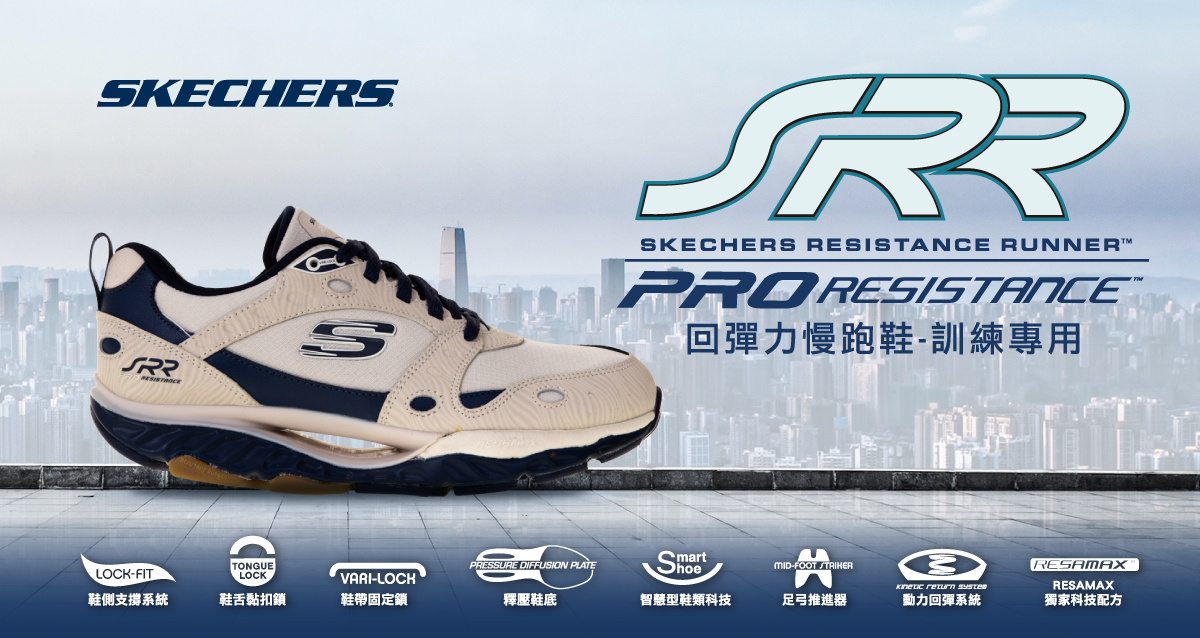 SKECHERS
SRR
SKECHERS RESISTANCE RUNNER™
PRO RESISTANCE™
回彈力慢跑鞋-訓練專用
S
SRR
RESISTANCE
LOCK-FIT
鞋側支撐系統
TONGUE
LOCK
鞋舌黏扣鎖
VARI-LOCK
鞋帶固定鎖
PRESSURE DIFFUSION PLATE
釋壓鞋底
Smart
Shoe
智慧型鞋類科技
MID-FOOT STRIKER
足弓推進器
KINETIC RETURN SYSTEM
動力回彈系統
RESAMAX
RESAMAX
獨家科技配方